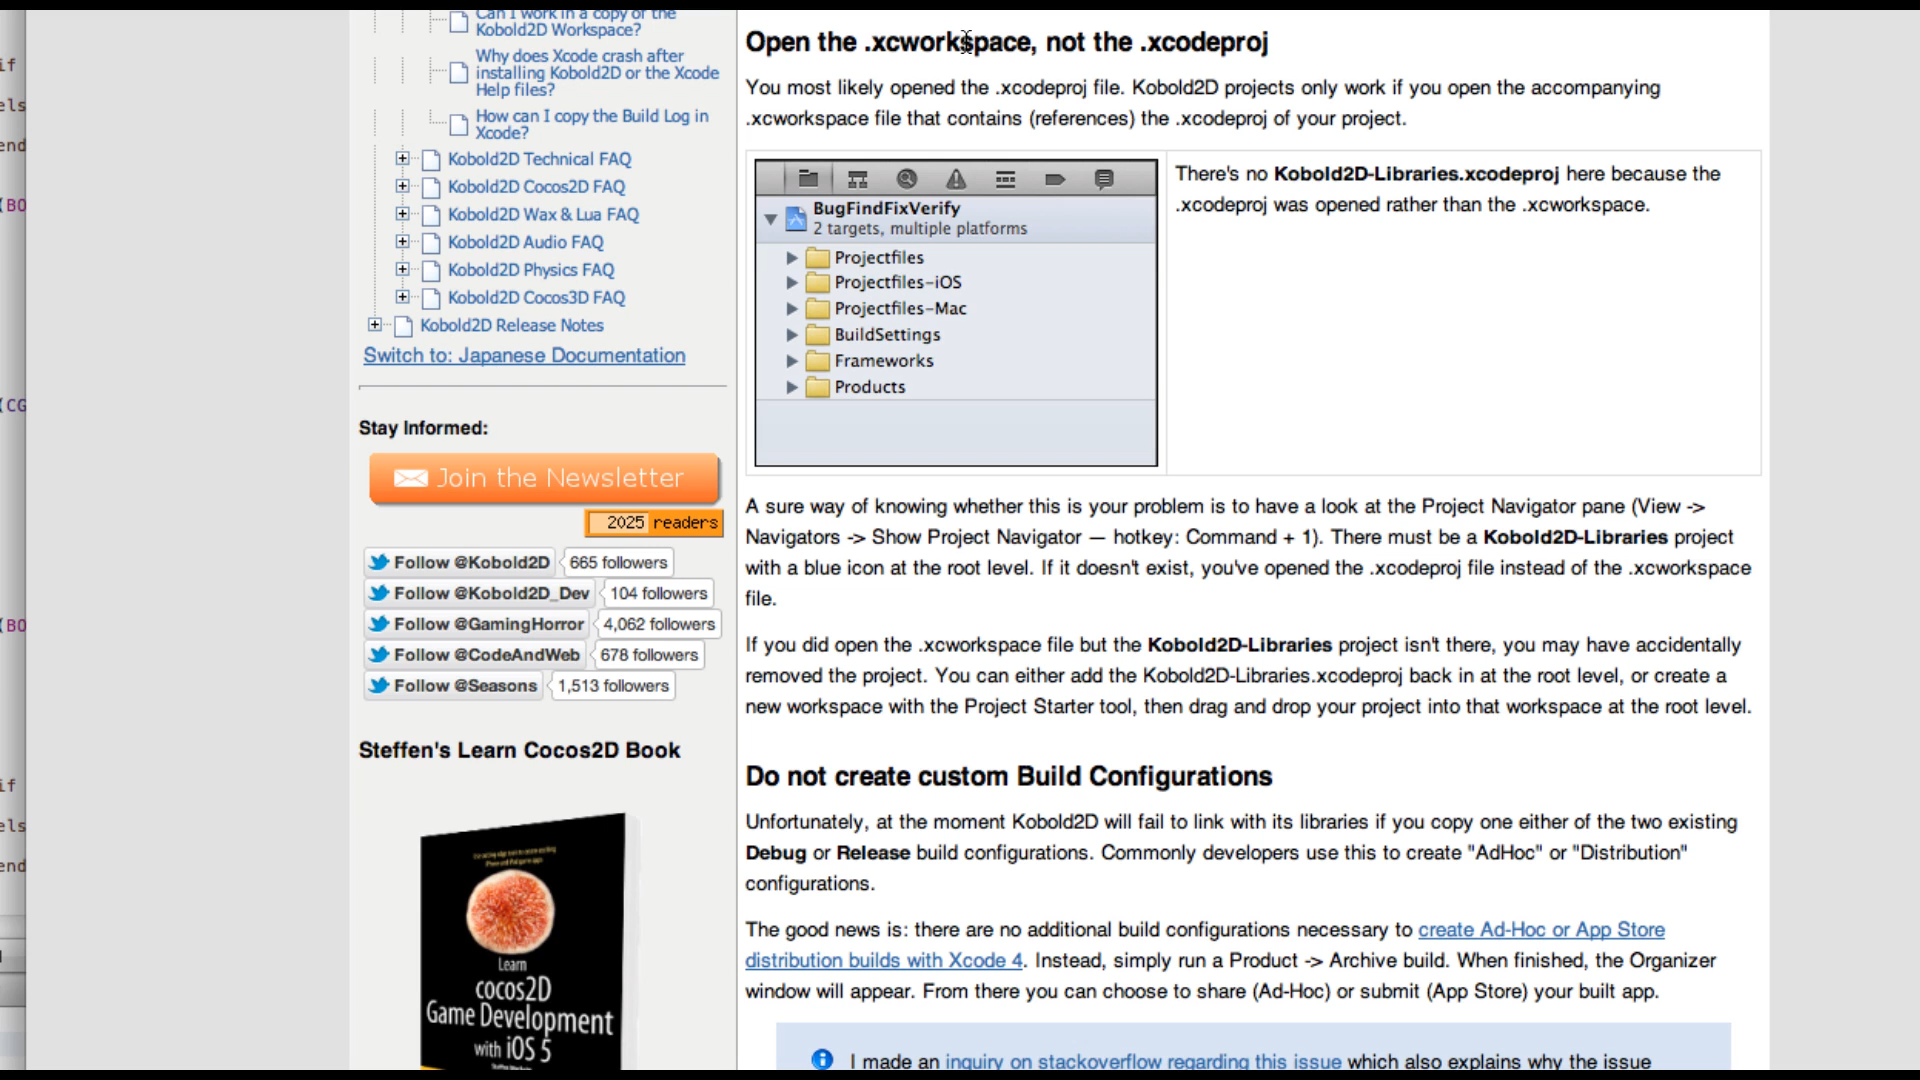 if
els
end
(BO
(CG
(BO
if
els
end
Can I work in a copy of the
Kobold2D Workspace?
Why does Xcode crash after
installing Kobold2D or the Xcode
Help files?
How can I copy the Build Log in
Xcode?
Kobold2D Technical FAQ
Kobold2D Cocos2D FAQ
Kobold2D Wax & Lua FAQ
Kobold2D Audio FAQ
Kobold2D Physics FAQ
Kobold2D Cocos3D FAQ
Kobold2D Release Notes
Switch to: Japanese Documentation
Stay Informed:
Join the Newsletter
2025 readers
Follow @Kobold2D 665 followers
Follow @Kobold2D_Dev 104 followers
Follow @GamingHorror 4,062 followers
Follow @CodeAndWeb 678 followers
Follow @Seasons 1,513 followers
Steffen's Learn Cocos2D Book
Learn
cocos2D
Game Development
with iOS 5
Open the .xcworkspace, not the .xcodeproj
You most likely opened the .xcodeproj file. Kobold2D projects only work if you open the accompanying
.xcworkspace file that contains (references) the .xcodeproj of your project.
BugFindFixVerify
2 targets, multiple platforms
Projectfiles
Projectfiles-iOS
Projectfiles-Mac
BuildSettings
Frameworks
Products
There's no Kobold2D-Libraries.xcodeproj here because the
.xcodeproj was opened rather than the .xcworkspace.
A sure way of knowing whether this is your problem is to have a look at the Project Navigator pane (View ->
Navigators -> Show Project Navigator — hotkey: Command + 1). There must be a Kobold2D-Libraries project
with a blue icon at the root level. If it doesn't exist, you've opened the .xcodeproj file instead of the .xcworkspace
file.
If you did open the .xcworkspace file but the Kobold2D-Libraries project isn't there, you may have accidentally
removed the project. You can either add the Kobold2D-Libraries.xcodeproj back in at the root level, or create a
new workspace with the Project Starter tool, then drag and drop your project into that workspace at the root level.
Do not create custom Build Configurations
Unfortunately, at the moment Kobold2D will fail to link with its libraries if you copy one either of the two existing
Debug or Release build configurations. Commonly developers use this to create "AdHoc" or "Distribution"
configurations.
The good news is: there are no additional build configurations necessary to create Ad-Hoc or App Store
distribution builds with Xcode 4. Instead, simply run a Product -> Archive build. When finished, the Organizer
window will appear. From there you can choose to share (Ad-Hoc) or submit (App Store) your built app.
I made an inquiry on stackoverflow regarding this issue which also explains why the issue